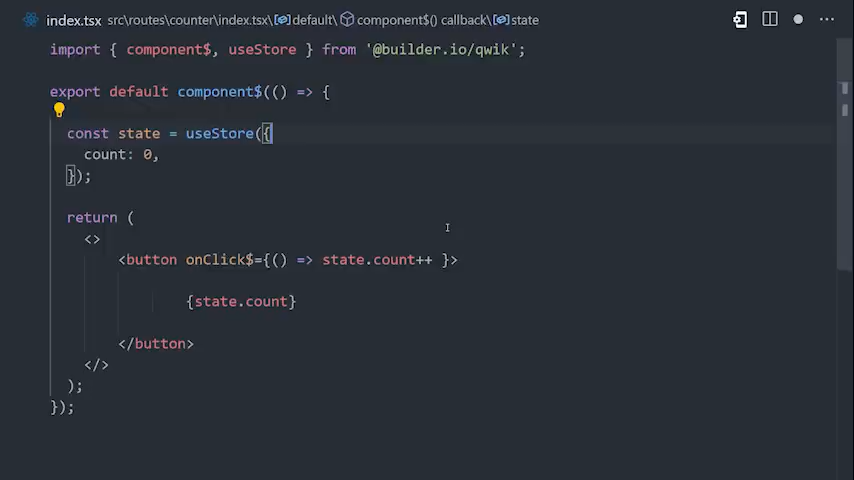 index.tsx src\routes\counter\index.tsx\default\component$() callback\state
import { component$, useStore } from '@builder.io/qwik';
export default component$(() => {
const state = useStore({
count: 0,
});
return (
<>
<button onClick$={() => state.count++ }>
{state.count}
</button>
</>
);
});